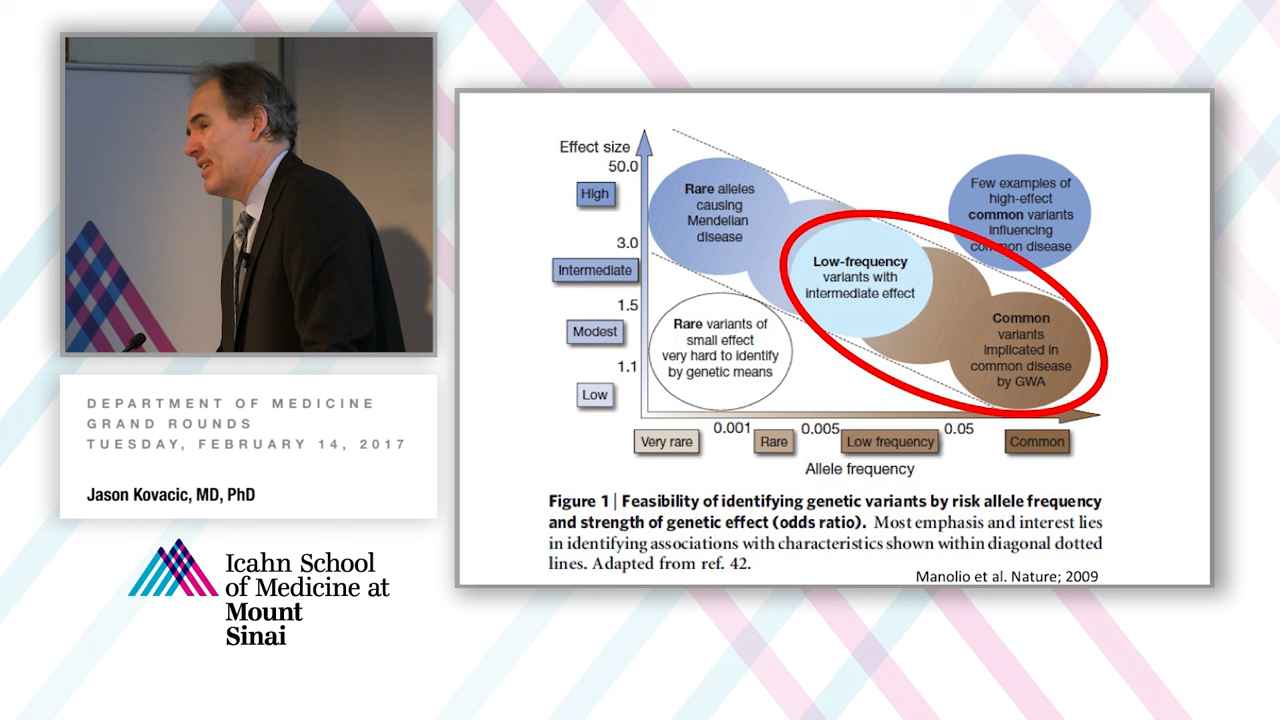 DEPARTMENT OF MEDICINE
GRAND ROUNDS
TUESDAY, FEBRUARY 14, 2017
Jason Kovacic, MD, PhD
Icahn School
of Medicine at
Mount
Sinai
Effect size
50.0
High
3.0
Intermediate
1.5
Modest
1.1
Low
Rare alleles
causing
Mendelian
disease
Few examples of
high-effect
common variants
influencing
common disease
Low-frequency
variants with
intermediate effect
Rare variants of
small effect
very hard to identify
by genetic means
Common
variants
implicated in
common disease
by GWA
0.001
0.005
0.05
Very rare
Rare
Low frequency
Common
Allele frequency
Figure 1 | Feasibility of identifying genetic variants by risk allele frequency
and strength of genetic effect (odds ratio). Most emphasis and interest lies
in identifying associations with characteristics shown within diagonal dotted
lines. Adapted from ref. 42.
Manolio et al. Nature; 2009